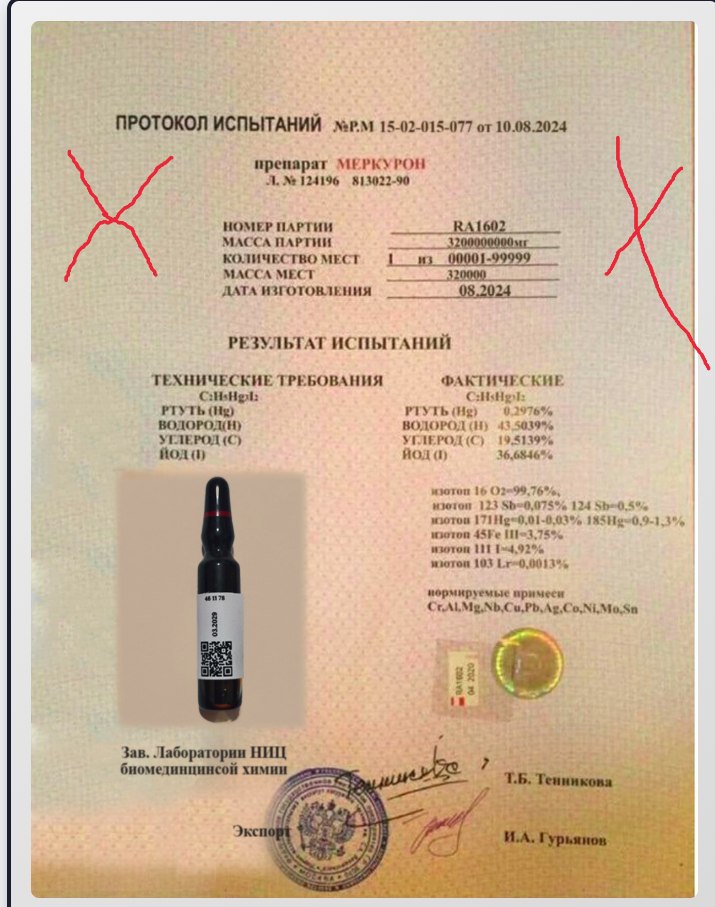 ПРОТОКОЛ ИСПЫТАНИЙ №Р.М 15-02-015-077 от 10.08.2024
препарат МЕРКУРОН
Л. № 124196 813022-90
НОМЕР ПАРТИИ RA1602
МАССА ПАРТИИ 3200000000мг
КОЛИЧЕСТВО МЕСТ 1 из 00001-99999
МАССА МЕСТ 320000
ДАТА ИЗГОТОВЛЕНИЯ 08.2024
РЕЗУЛЬТАТ ИСПЫТАНИЙ
ТЕХНИЧЕСКИЕ ТРЕБОВАНИЯ ФАКТИЧЕСКИЕ
C₂H₈Hg₃I₂ C₂H₈Hg₃I₂
РТУТЬ (Hg) РТУТЬ (Hg) 0,2976%
ВОДОРОД(H) ВОДОРОД (H) 43,5039%
УГЛЕРОД (C) УГЛЕРОД (C) 19,5139%
ЙОД (I) ЙОД (I) 36,6846%
изотоп 16 O₂=99,76%,
изотоп 123 Sb=0,075% 124 Sb=0,5%
изотоп 171Hg=0,01-0,03% 185Hg=0,9-1,3%
изотоп 45Fe III=3,75%
изотоп 111 I=4,92%
изотоп 103 Lr=0,0013%
нормируемые примеси
Cr,Al,Mg,Nb,Cu,Pb,Ag,Co,Ni,Mo,Sn
46 11 76
03.2029
RA1602
04 2020
Зав. Лаборатории НИЦ
биомединцинсой химии
Т.Б. Тенникова
Экспорт
И.А. Гурьянов